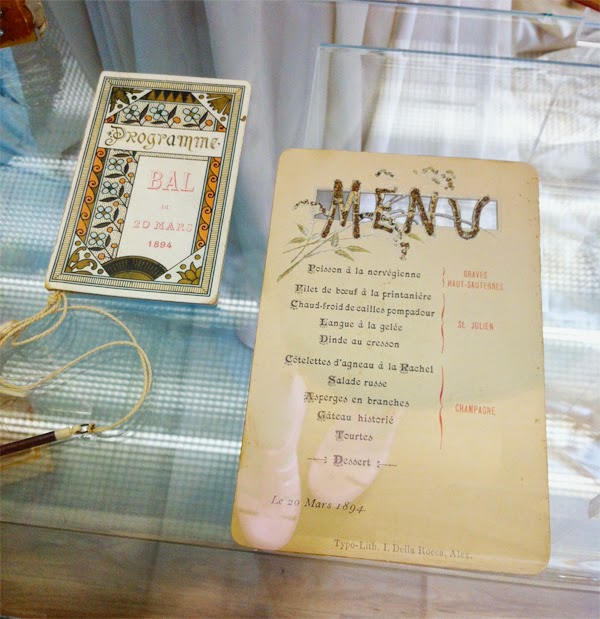 Programme
BAL
DU
20 MARS
1894
MENU
Poisson à la norvégienne
GRAVES
HAUT-SAUTERNES
Filet de bœuf à la printanière
Chaud-froid de cailles pompadour
Langue à la gelée
Dinde au cresson
St. JULIEN
Côtelettes d'agneau à la Rachel
Salade russe
Asperges en branches
Gâteau historié
Tourtes
CHAMPAGNE
Dessert
Le 20 Mars 1894.
Typo-Lith. I. Della Rocca, Alex.